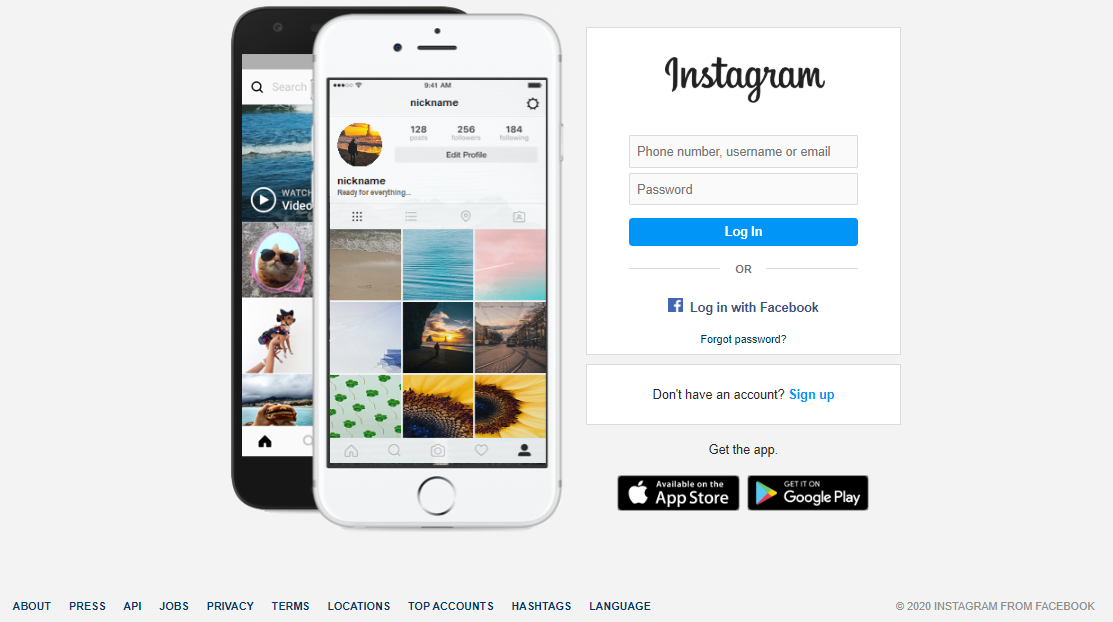 Search
WATCH
Video
9:41 AM
nickname
128
256
184
posts
followers
following
Edit Profile
nickname
Ready for everything...
Instagram
Phone number, username or email
Password
Log In
OR
Log in with Facebook
Forgot password?
Don't have an account? Sign up
Get the app.
Available on the
App Store
GET IT ON
Google Play
ABOUT PRESS API JOBS PRIVACY TERMS LOCATIONS TOP ACCOUNTS HASHTAGS LANGUAGE
© 2020 INSTAGRAM FROM FACEBOOK